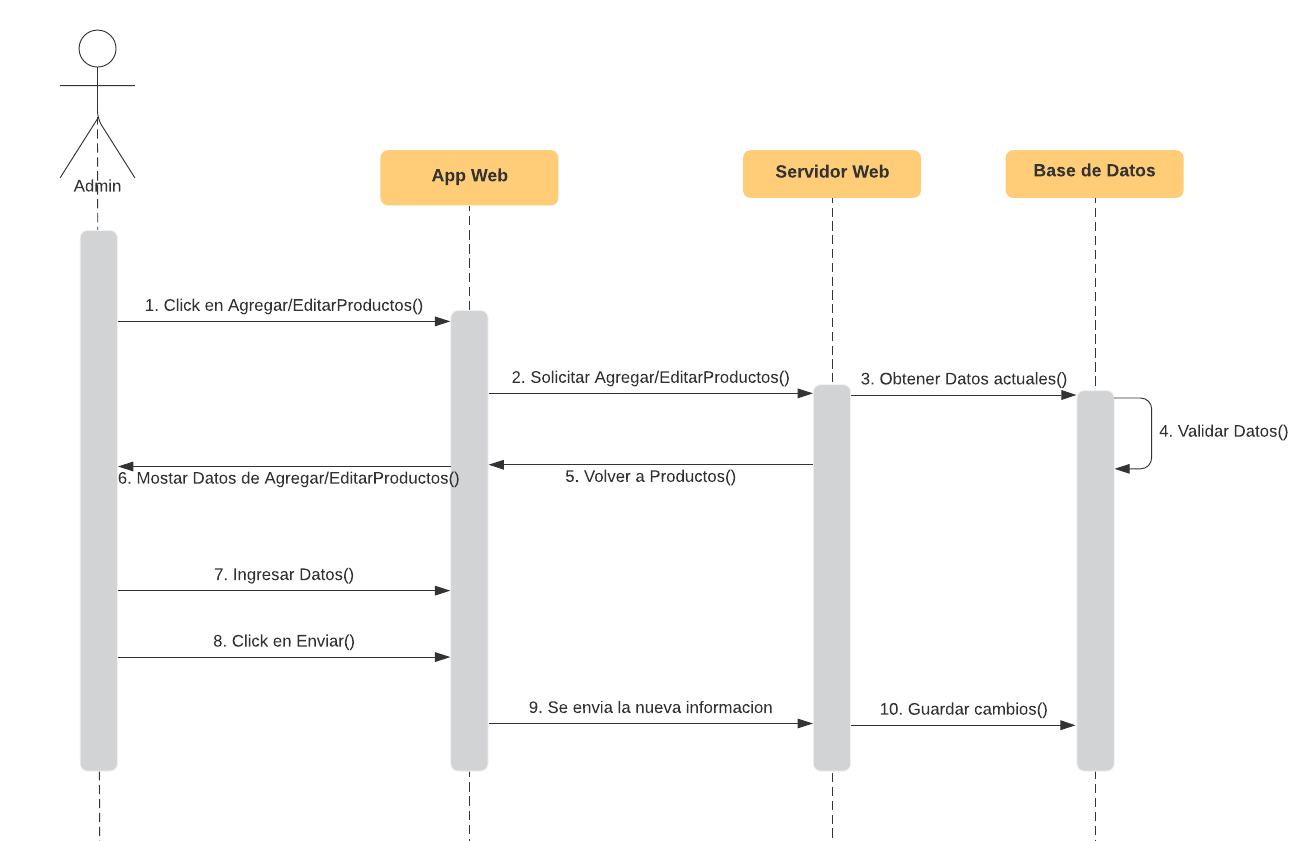 Admin
App Web
Servidor Web
Base de Datos
1. Click en Agregar/EditarProductos()
2. Solicitar Agregar/EditarProductos()
3. Obtener Datos actuales()
4. Validar Datos()
5. Volver a Productos()
6. Mostar Datos de Agregar/EditarProductos()
7. Ingresar Datos()
8. Click en Enviar()
9. Se envia la nueva informacion
10. Guardar cambios()